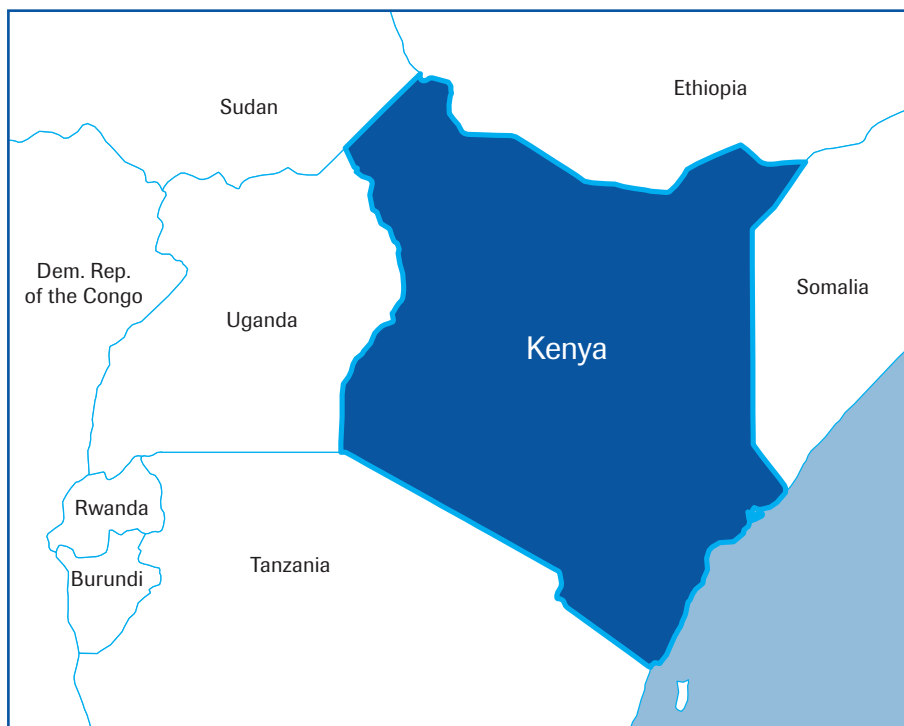 Ethiopia
Sudan
Dem. Rep.
of the Congo
Somalia
Uganda
Kenya
Rwanda
Tanzania
Burundi